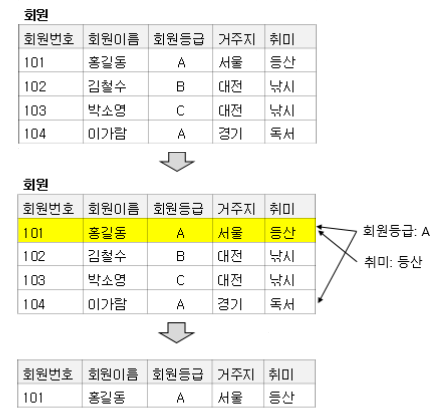 회원
회원번호 회원이름 회원등급 거주지 취미
101 홍길동 A 서울 등산
102 김철수 B 대전 낚시
103 박소영 C 대전 낚시
104 이가람 A 경기 독서
회원
회원번호 회원이름 회원등급 거주지 취미
101 홍길동 A 서울 등산
102 김철수 B 대전 낚시
103 박소영 C 대전 낚시
104 이가람 A 경기 독서
회원등급: A
취미: 등산
회원번호 회원이름 회원등급 거주지 취미
101 홍길동 A 서울 등산